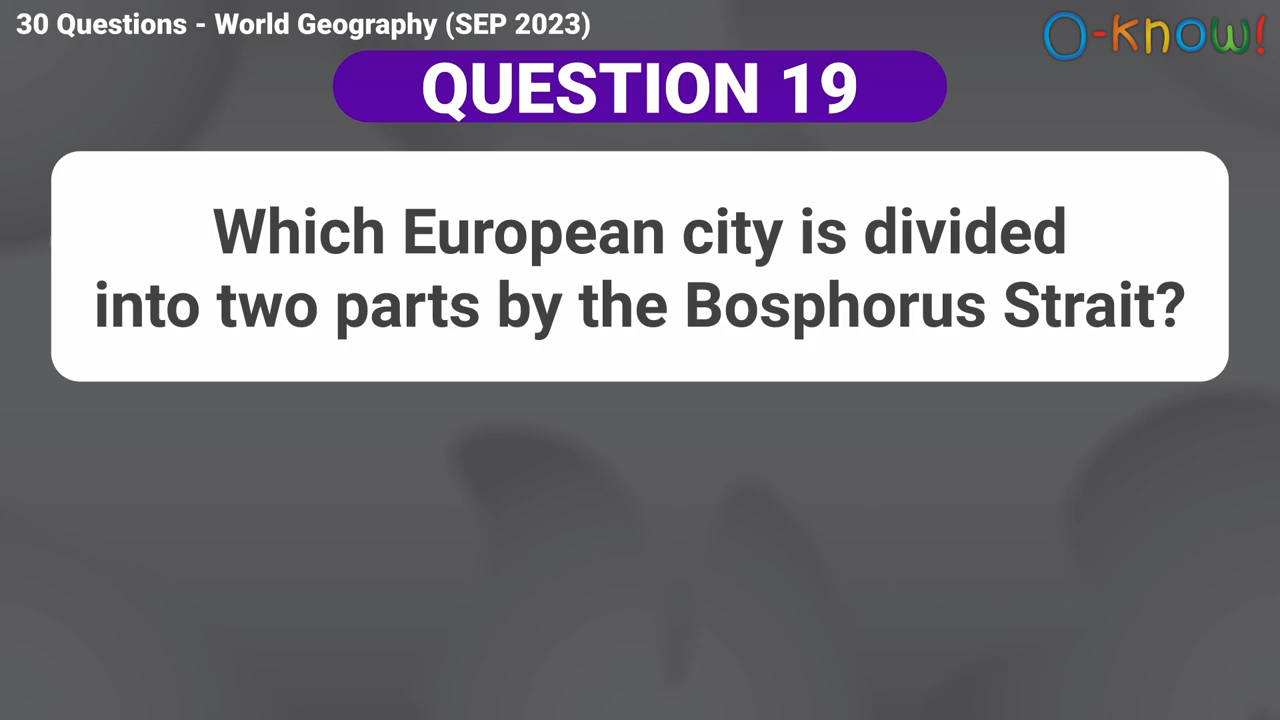 30 Questions - World Geography (SEP 2023)
O-know!
QUESTION 19
Which European city is divided
into two parts by the Bosphorus Strait?